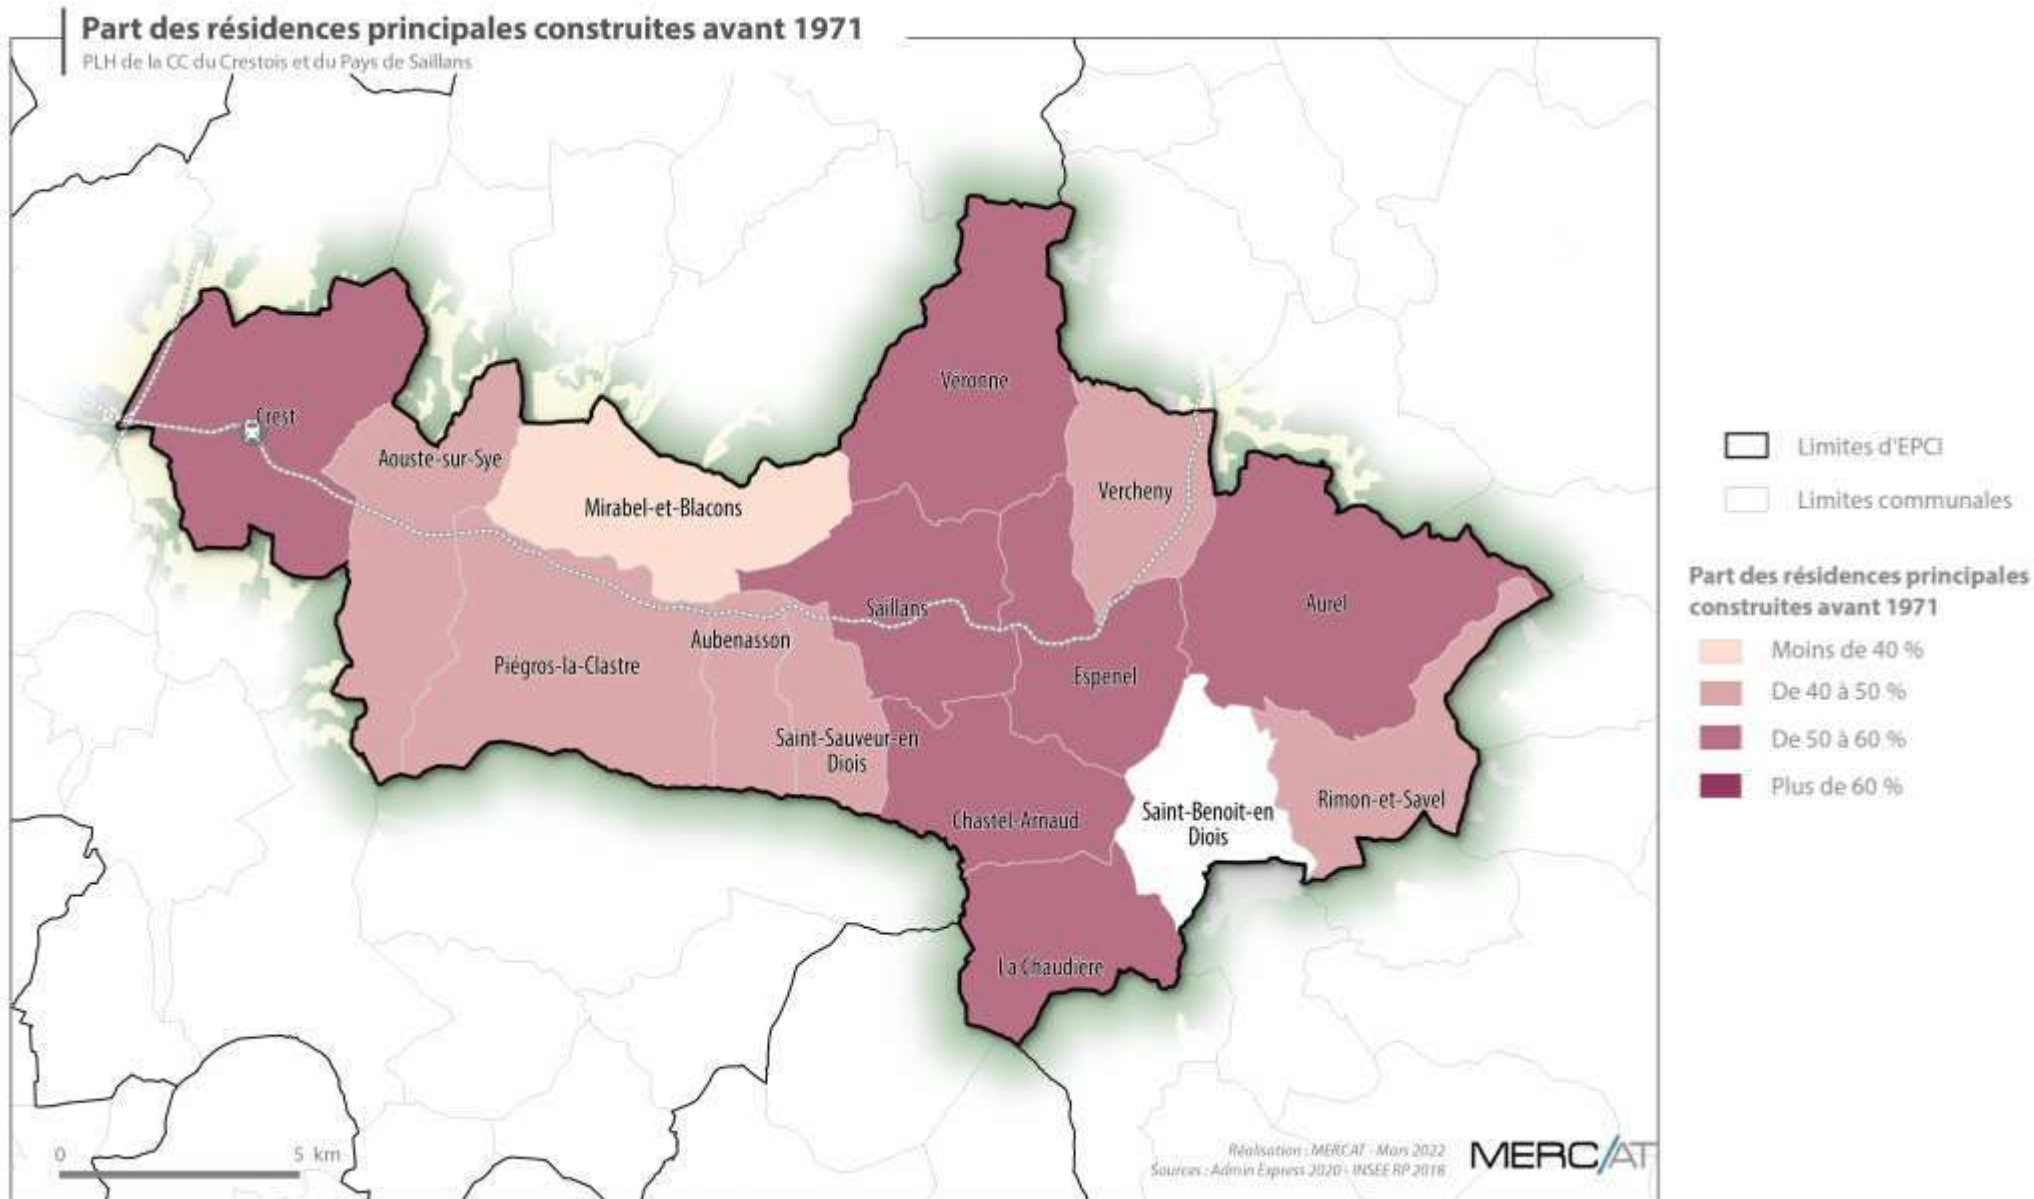 Part des résidences principales construites avant 1971
PLH de la CC du Crestois et du Pays de Saillans
Véronne
Crest
Aouste-sur-Sye
Mirabel-et-Blacons
Vercheny
Saillans
Aurel
Aubenasson
Piégros-la-Clastre
Espenel
Saint-Sauveur-en
Diois
Chastel-Arnaud
Saint-Benoit-en
Diois
Rimon-et-Savel
La Chaudière
Limites d'EPCI
Limites communales
Part des résidences principales
construites avant 1971
Moins de 40 %
De 40 à 50 %
De 50 à 60 %
Plus de 60 %
0 5 km
Réalisation : MERCAT - Mars 2022
Sources : Admin Express 2020 - INSEE RP 2018
MERC/AT